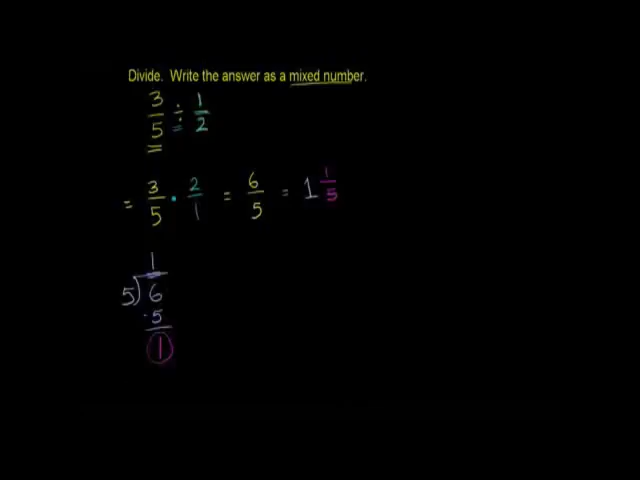 Divide. Write the answer as a mixed number.
3/5 ÷ 1/2
= 3/5 · 2/1 = 6/5 = 1 1/5
1
5)6
-5
1